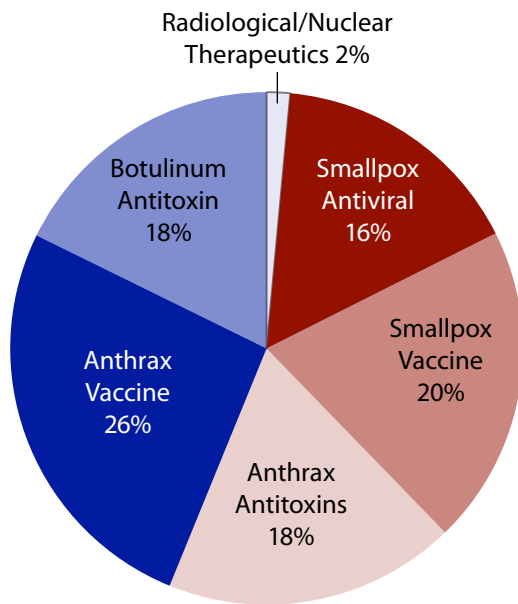 Radiological/Nuclear
Therapeutics 2%
Botulinum
Antitoxin
18%
Smallpox
Antiviral
16%
Smallpox
Vaccine
20%
Anthrax
Vaccine
26%
Anthrax
Antitoxins
18%